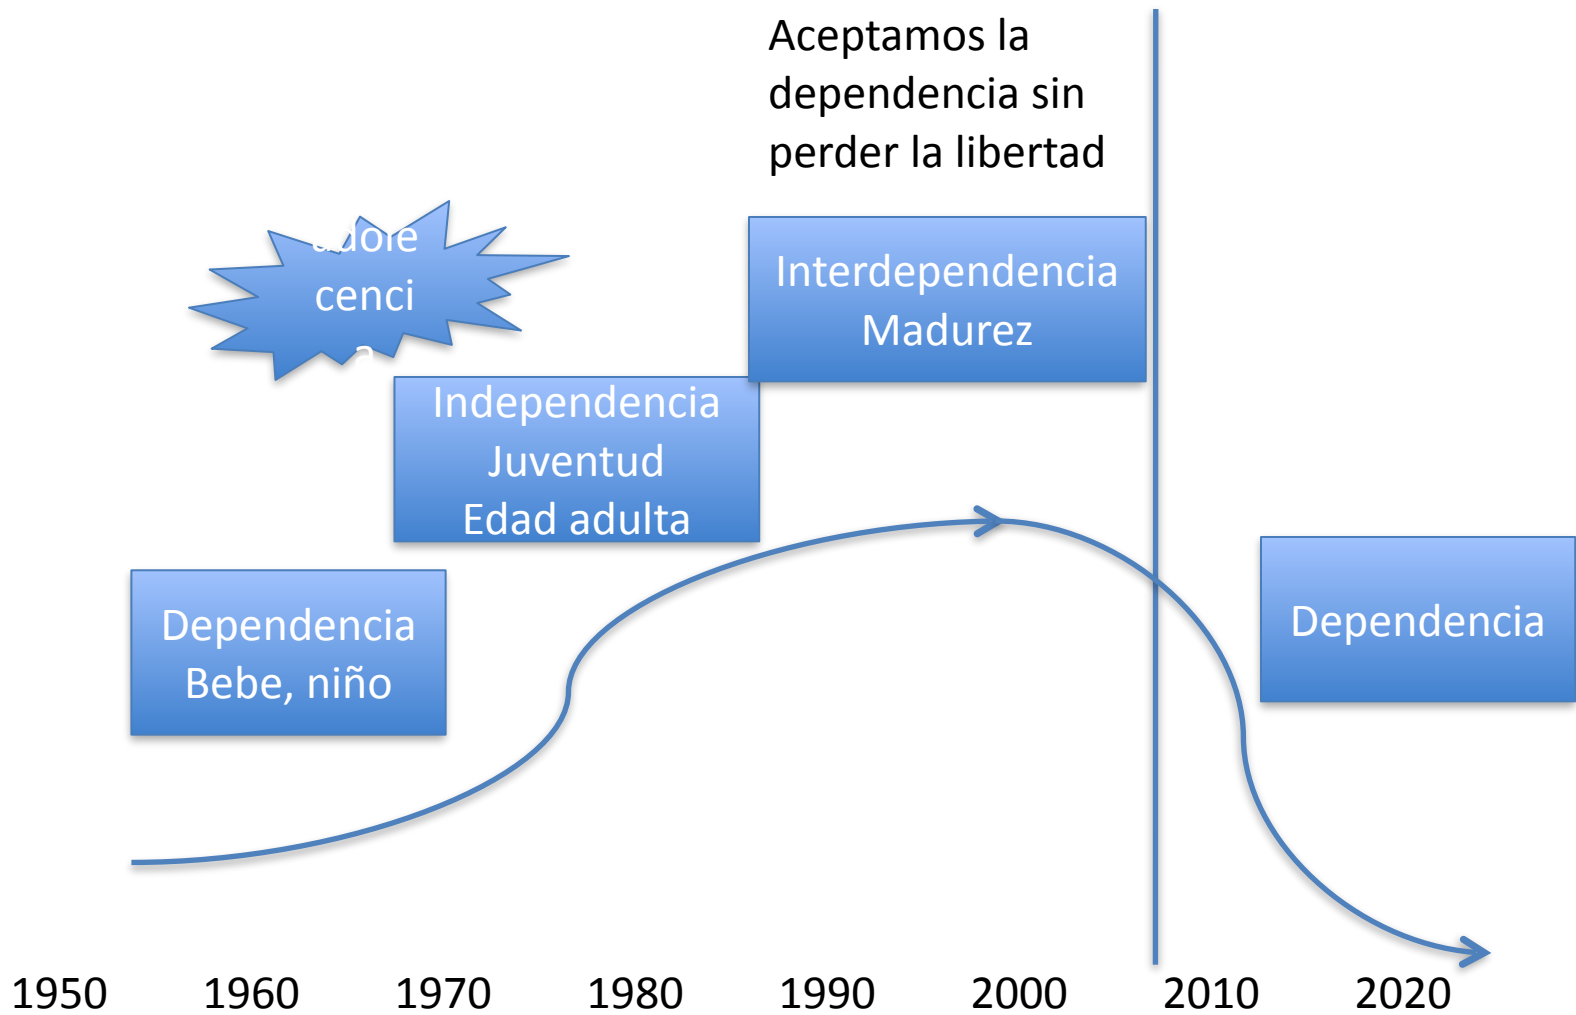 Aceptamos la
dependencia sin
perder la libertad
adole
cenci
a
Interdependencia
Madurez
Independencia
Juventud
Edad adulta
Dependencia
Bebe, niño
Dependencia
1950 1960 1970 1980 1990 2000 2010 2020